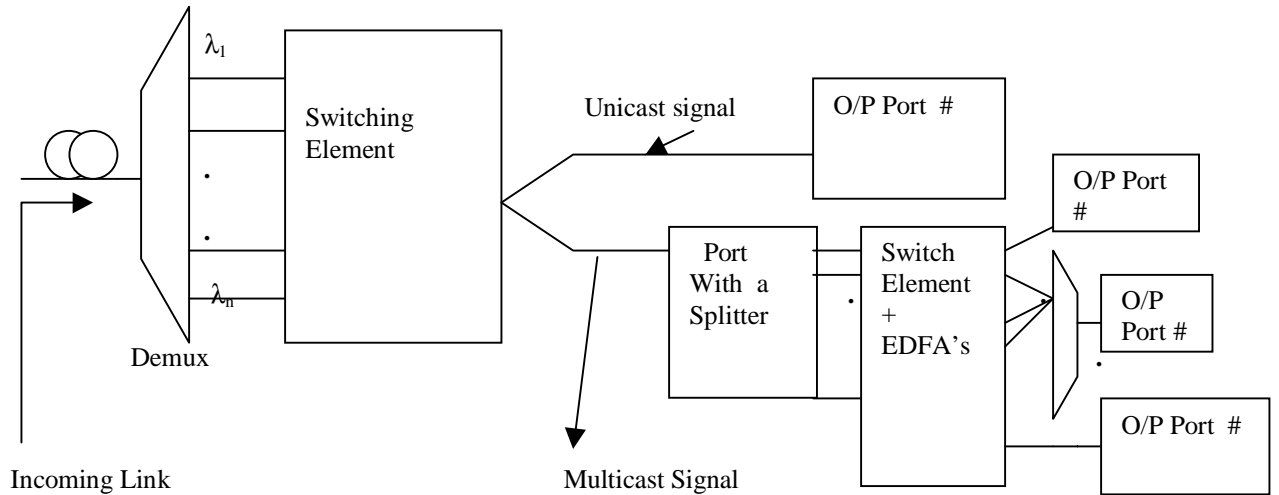 λ1
Switching
Element
λn
Demux
Incoming Link
Unicast signal
O/P Port #
Multicast Signal
Port
With a
Splitter
Switch
Element
+
EDFA's
O/P Port
#
O/P
Port #
O/P Port #